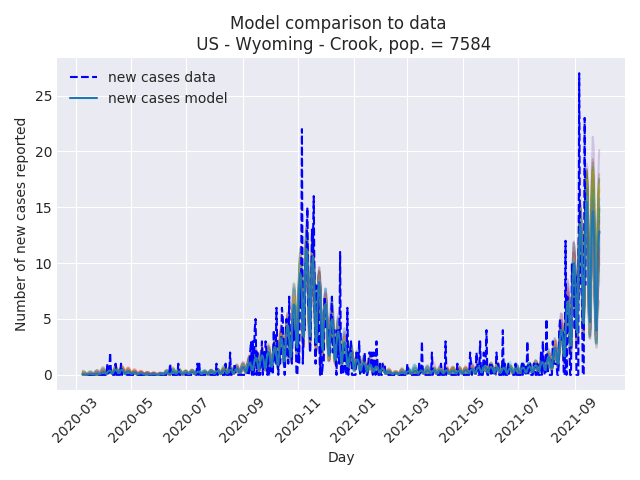 Model comparison to data
US - Wyoming - Crook, pop. = 7584
new cases data
new cases model
Number of new cases reported
25
20
15
10
5
0
2020-03
2020-05
2020-07
2020-09
2020-11
2021-01
2021-03
2021-05
2021-07
2021-09
Day